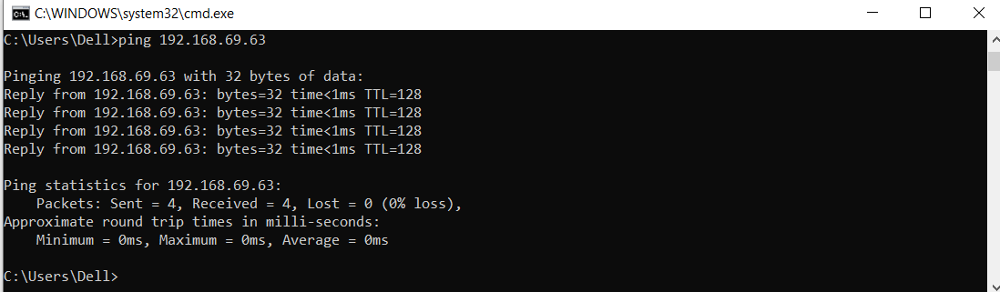 C:\WINDOWS\system32\cmd.exe
C:\Users\Dell>ping 192.168.69.63
Pinging 192.168.69.63 with 32 bytes of data:
Reply from 192.168.69.63: bytes=32 time<1ms TTL=128
Reply from 192.168.69.63: bytes=32 time<1ms TTL=128
Reply from 192.168.69.63: bytes=32 time<1ms TTL=128
Reply from 192.168.69.63: bytes=32 time<1ms TTL=128
Ping statistics for 192.168.69.63:
    Packets: Sent = 4, Received = 4, Lost = 0 (0% loss),
Approximate round trip times in milli-seconds:
    Minimum = 0ms, Maximum = 0ms, Average = 0ms
C:\Users\Dell>